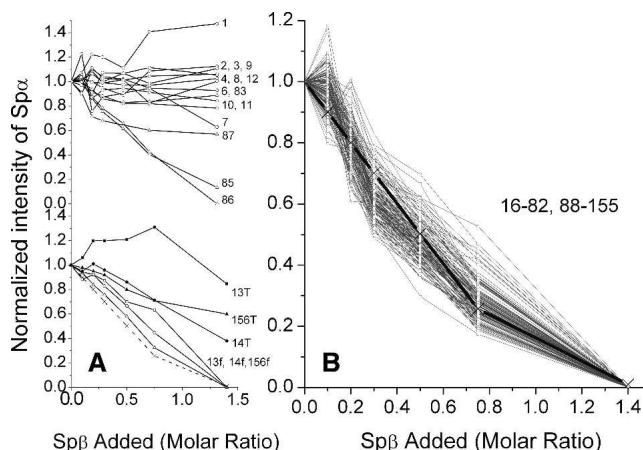 Normalized intensity of Spα
1.4
1.2
1.0
0.8
0.6
0.4
0.2
0.0
1
2, 3, 9
4, 8, 12
6, 83
10, 11
7
87
85
86
1.4
1.2
1.0
0.8
0.6
0.4
0.2
0.0
13T
156T
14T
13f, 14f,156f
A
0.0 0.5 1.0 1.5
Spβ Added (Molar Ratio)
1.2
1.0
0.8
0.6
0.4
0.2
0.0
16-82, 88-155
B
0.0 0.2 0.4 0.6 0.8 1.0 1.2 1.4
Spβ Added (Molar Ratio)